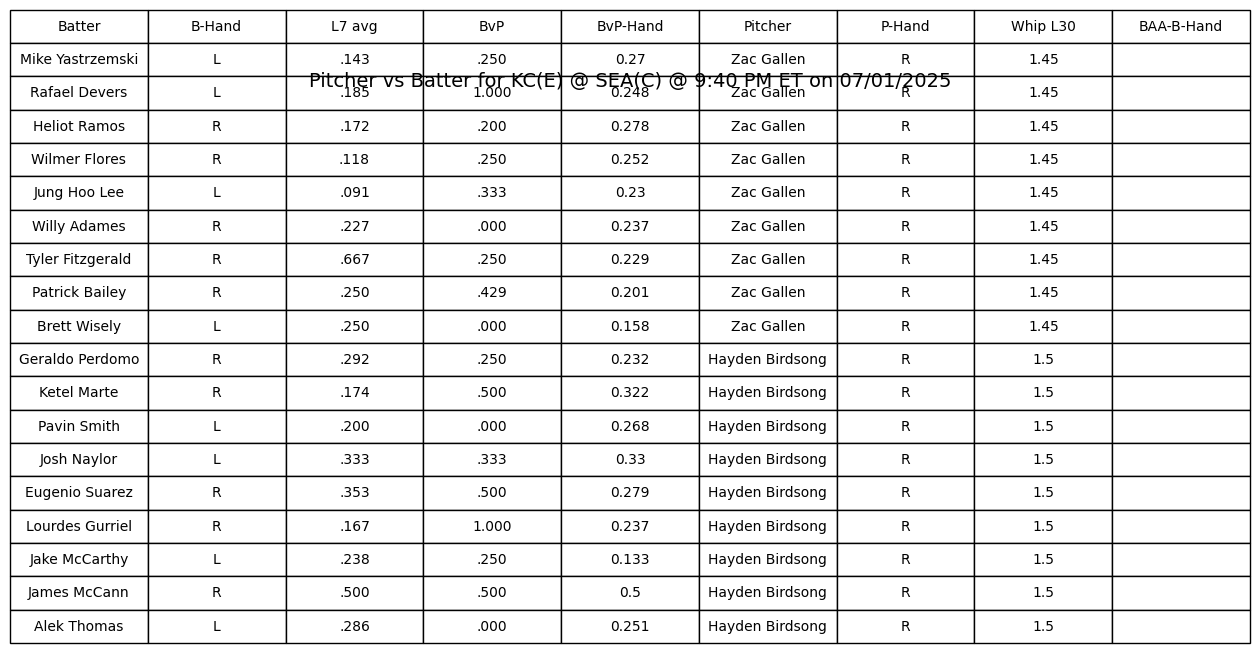 Batter B-Hand L7 avg BvP BvP-Hand Pitcher P-Hand Whip L30 BAA-B-Hand
Mike Yastrzemski L .143 .250 0.27 Zac Gallen R 1.45
Pitcher vs Batter for KC(E) @ SEA(C) @ 9:40 PM ET on 07/01/2025
Rafael Devers L .185 1.000 0.248 Zac Gallen R 1.45
Heliot Ramos R .172 .200 0.278 Zac Gallen R 1.45
Wilmer Flores R .118 .250 0.252 Zac Gallen R 1.45
Jung Hoo Lee L .091 .333 0.23 Zac Gallen R 1.45
Willy Adames R .227 .000 0.237 Zac Gallen R 1.45
Tyler Fitzgerald R .667 .250 0.229 Zac Gallen R 1.45
Patrick Bailey R .250 .429 0.201 Zac Gallen R 1.45
Brett Wisely L .250 .000 0.158 Zac Gallen R 1.45
Geraldo Perdomo R .292 .250 0.232 Hayden Birdsong R 1.5
Ketel Marte R .174 .500 0.322 Hayden Birdsong R 1.5
Pavin Smith L .200 .000 0.268 Hayden Birdsong R 1.5
Josh Naylor L .333 .333 0.33 Hayden Birdsong R 1.5
Eugenio Suarez R .353 .500 0.279 Hayden Birdsong R 1.5
Lourdes Gurriel R .167 1.000 0.237 Hayden Birdsong R 1.5
Jake McCarthy L .238 .250 0.133 Hayden Birdsong R 1.5
James McCann R .500 .500 0.5 Hayden Birdsong R 1.5
Alek Thomas L .286 .000 0.251 Hayden Birdsong R 1.5